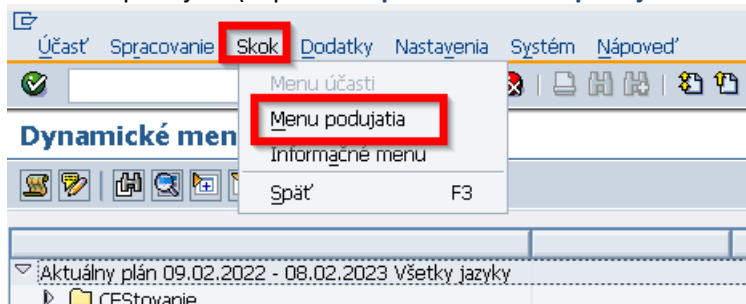 Účasť Spracovanie Skok Dodatky Nastavenia Systém Nápoveď
Menu účasti
Menu podujatia
Dynamické men
Informačné menu
Späť F3
Aktuálny plán 09.02.2022 - 08.02.2023 Všetky jazyky
CEStovanie